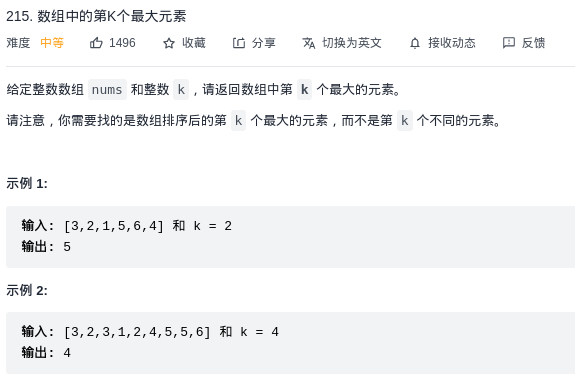 215. 数组中的第K个最大元素
难度 中等 1496 收藏 分享 切换为英文 接收动态 反馈
给定整数数组 nums 和整数 k，请返回数组中第 k 个最大的元素。
请注意，你需要找的是数组排序后的第 k 个最大的元素，而不是第 k 个不同的元素。
示例 1:
输入: [3,2,1,5,6,4] 和 k = 2
输出: 5
示例 2:
输入: [3,2,3,1,2,4,5,5,6] 和 k = 4
输出: 4